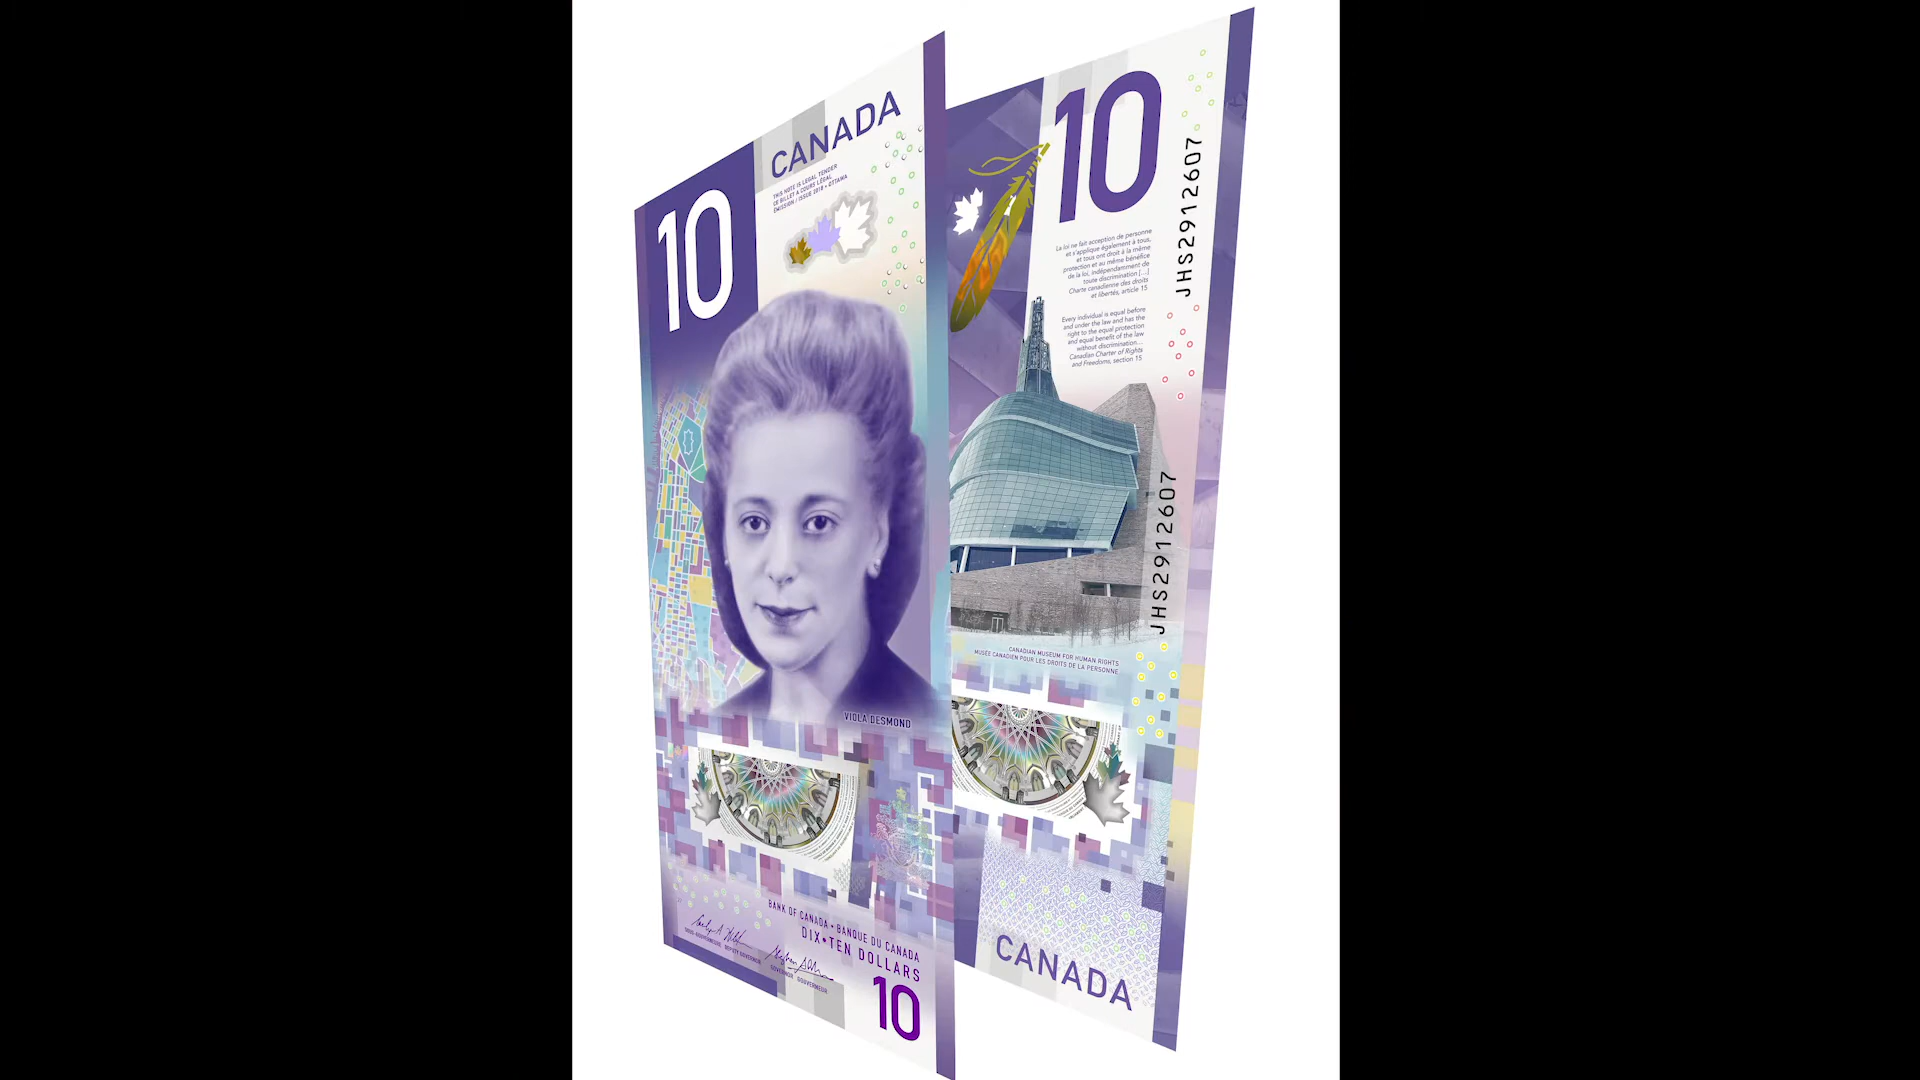 CANADA
THIS NOTE IS LEGAL TENDER
CE BILLET A COURS LÉGAL
ÉMISSION / ISSUE 2018 • OTTAWA
10
VIOLA DESMOND
BANK OF CANADA • BANQUE DU CANADA
DIX•TEN DOLLARS
SOUS-GOUVERNEURE DEPUTY GOVERNOR
GOVERNOR GOUVERNEUR
10
10
La loi ne fait acception de personne
et s'applique également à tous,
et tous ont droit à la même
protection et au même bénéfice
de la loi, indépendamment de
toute discrimination [...]
Charte canadienne des droits
et libertés, article 15
Every individual is equal before
and under the law and has the
right to the equal protection
and equal benefit of the law
without discrimination...
Canadian Charter of Rights
and Freedoms, section 15
JHS2912607
JHS2912607
CANADIAN MUSEUM FOR HUMAN RIGHTS
MUSÉE CANADIEN POUR LES DROITS DE LA PERSONNE
CANADA